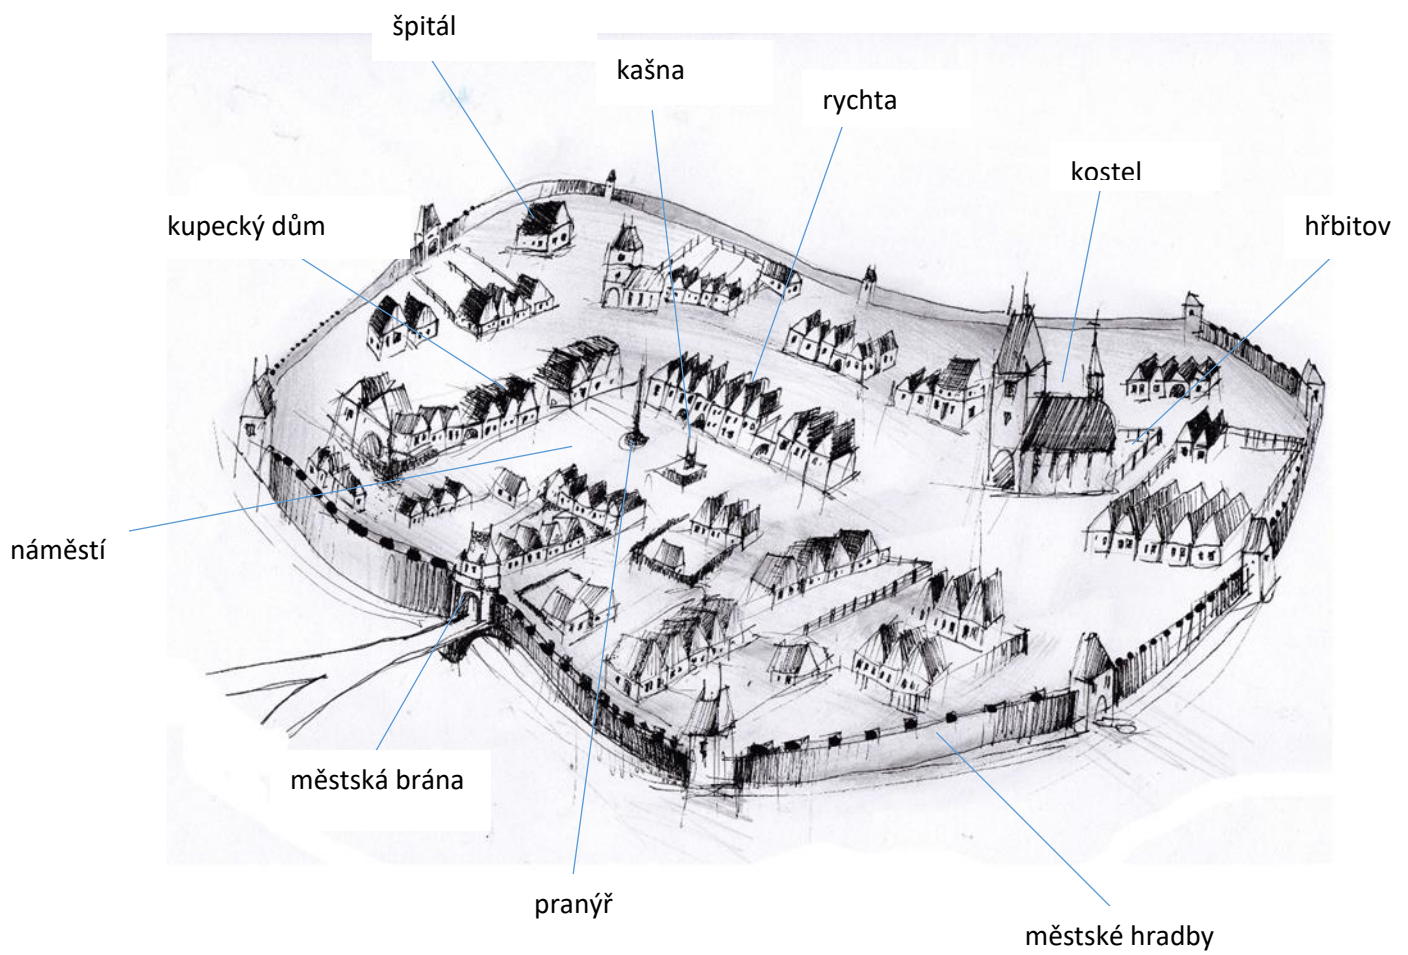 špitál
kašna
rychta
kostel
kupecký dům
hřbitov
náměstí
městská brána
pranýř
městské hradby